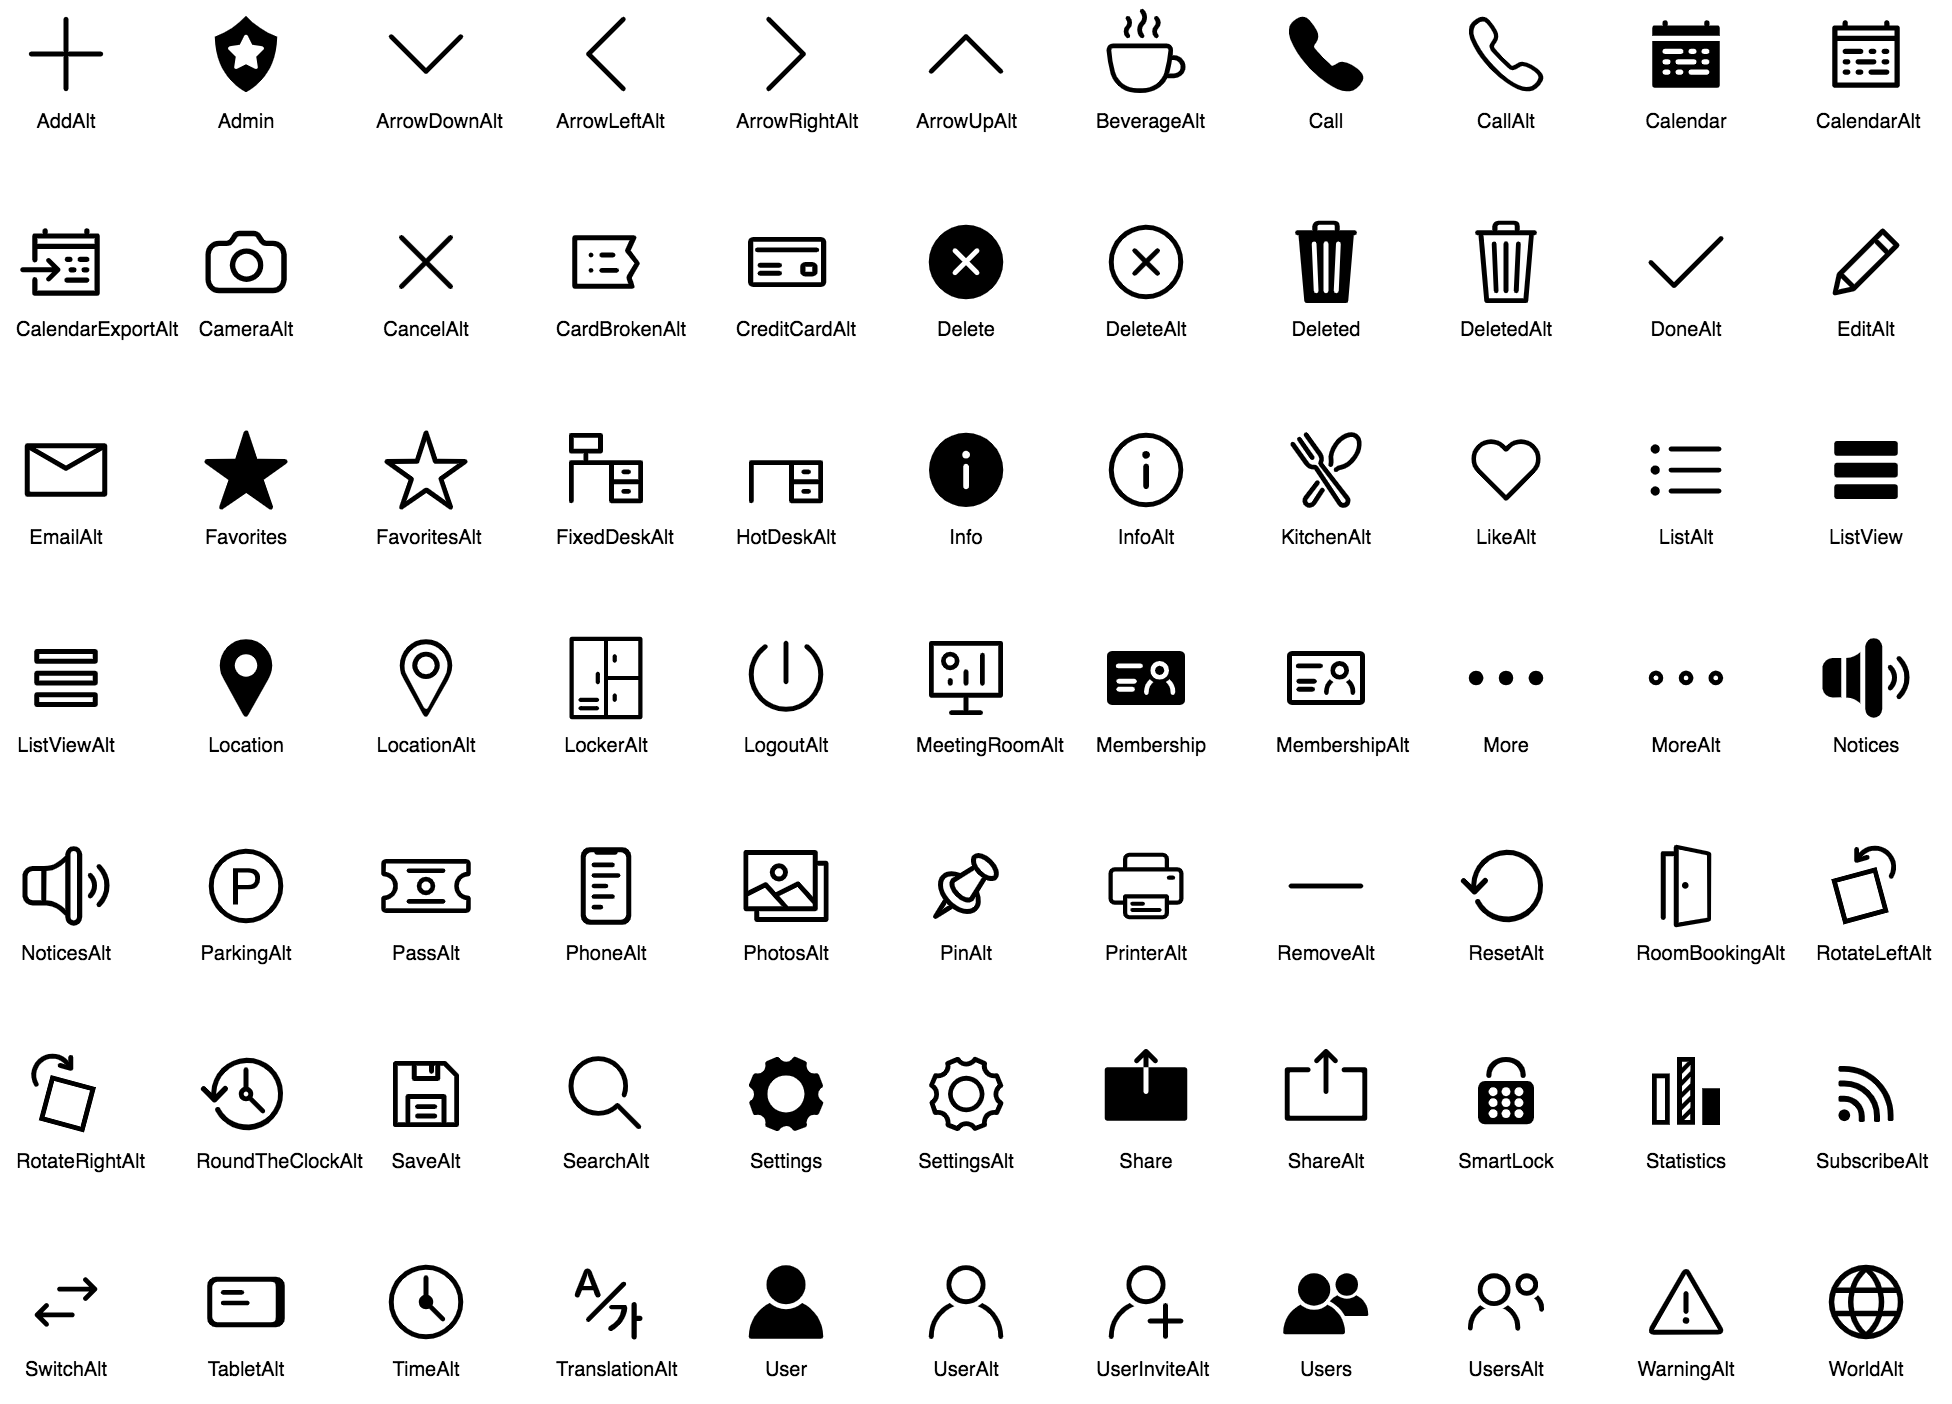 AddAlt Admin ArrowDownAlt ArrowLeftAlt ArrowRightAlt ArrowUpAlt BeverageAlt Call CallAlt Calendar CalendarAlt
CalendarExportAlt CameraAlt CancelAlt CardBrokenAlt CreditCardAlt Delete DeleteAlt Deleted DeletedAlt DoneAlt EditAlt
EmailAlt Favorites FavoritesAlt FixedDeskAlt HotDeskAlt Info InfoAlt KitchenAlt LikeAlt ListAlt ListView
ListViewAlt Location LocationAlt LockerAlt LogoutAlt MeetingRoomAlt Membership MembershipAlt More MoreAlt Notices
P
NoticesAlt ParkingAlt PassAlt PhoneAlt PhotosAlt PinAlt PrinterAlt RemoveAlt ResetAlt RoomBookingAlt RotateLeftAlt
RotateRightAlt RoundTheClockAlt SaveAlt SearchAlt Settings SettingsAlt Share ShareAlt SmartLock Statistics SubscribeAlt
A/가
SwitchAlt TabletAlt TimeAlt TranslationAlt User UserAlt UserInviteAlt Users UsersAlt WarningAlt WorldAlt